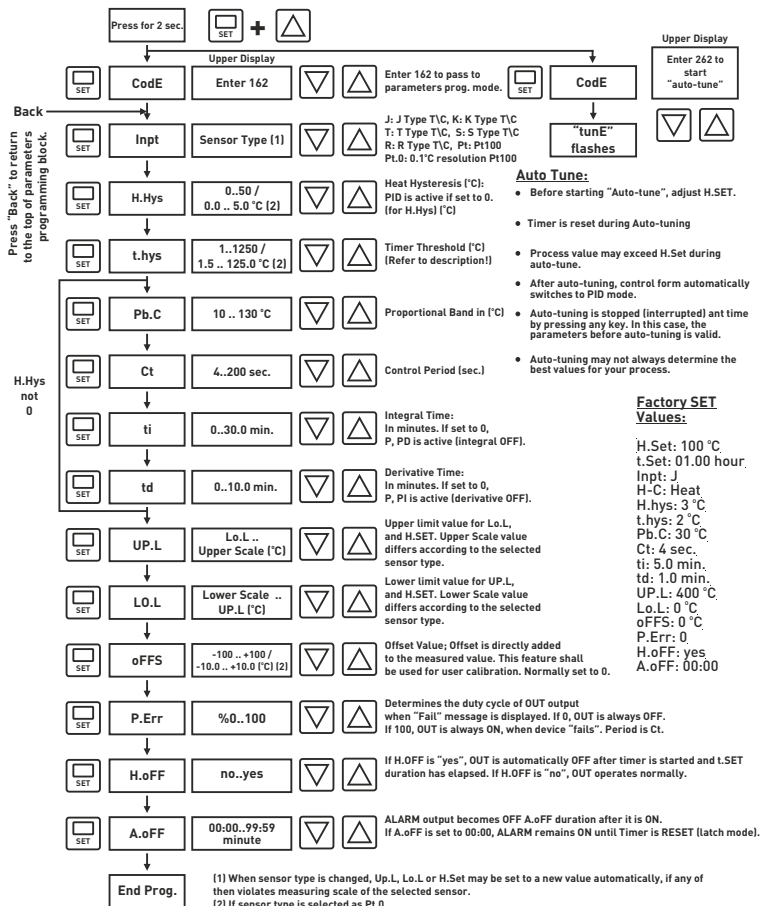 Press for 2 sec.
SET
+
Upper Display
SET
CodE
Enter 162
Enter 162 to pass to
parameters prog. mode.
SET
CodE
Upper Display
Enter 262 to
start
"auto-tune"
"tunE"
flashes
Back
Press "Back" to return
to the top of parameters
programming block.
SET
Inpt
Sensor Type (1)
J: J Type T\C, K: K Type T\C
T: T Type T\C, S: S Type T\C
R: R Type T\C, Pt: Pt100
Pt.0: 0.1°C resolution Pt100
SET
H.Hys
0..50 /
0.0 .. 5.0 °C (2)
Heat Hysteresis (°C):
PID is active if set to 0.
(for H.Hys) (°C)
SET
t.hys
1..1250 /
1.5 .. 125.0 °C (2)
Timer Threshold (°C)
(Refer to description!)
SET
Pb.C
10 .. 130 °C
Proportional Band in (°C)
SET
Ct
4..200 sec.
Control Period (sec.)
H.Hys
not
0
SET
ti
0..30.0 min.
Integral Time:
In minutes. If set to 0,
P, PD is active (integral OFF).
SET
td
0..10.0 min.
Derivative Time:
In minutes. If set to 0,
P, PI is active (derivative OFF).
SET
UP.L
Lo.L ..
Upper Scale (°C)
Upper limit value for Lo.L,
and H.SET. Upper Scale value
differs according to the selected
sensor type.
SET
LO.L
Lower Scale ..
UP.L (°C)
Lower limit value for UP.L,
and H.SET. Lower Scale value
differs according to the selected
sensor type.
SET
oFFS
-100 .. +100 /
-10.0 .. +10.0 (°C) (2)
Offset Value; Offset is directly added
to the measured value. This feature shall
be used for user calibration. Normally set to 0.
SET
P.Err
%0..100
Determines the duty cycle of OUT output
when "Fail" message is displayed. If 0, OUT is always OFF.
If 100, OUT is always ON, when device "fails". Period is Ct.
SET
H.oFF
no..yes
If H.OFF is "yes", OUT is automatically OFF after timer is started and t.SET
duration has elapsed. If H.OFF is "no", OUT operates normally.
SET
A.oFF
00:00..99:59
minute
ALARM output becomes OFF A.oFF duration after it is ON.
If A.oFF is set to 00:00, ALARM remains ON until Timer is RESET (latch mode).
End Prog.
Auto Tune:
• Before starting "Auto-tune", adjust H.SET.
• Timer is reset during Auto-tuning
• Process value may exceed H.Set during
auto-tune.
• After auto-tuning, control form automatically
switches to PID mode.
• Auto-tuning is stopped (interrupted) ant time
by pressing any key. In this case, the
parameters before auto-tuning is valid.
• Auto-tuning may not always determine the
best values for your process.
Factory SET
Values:
H.Set: 100 °C
t.Set: 01.00 hour
Inpt: J
H-C: Heat
H.hys: 3 °C
t.hys: 2 °C
Pb.C: 30 °C
Ct: 4 sec.
ti: 5.0 min.
td: 1.0 min.
UP.L: 400 °C
Lo.L: 0 °C
oFFS: 0 °C
P.Err: 0
H.oFF: yes
A.oFF: 00:00
(1) When sensor type is changed, Up.L, Lo.L or H.Set may be set to a new value automatically, if any of
then violates measuring scale of the selected sensor.
(2) If sensor type is selected as Pt.0